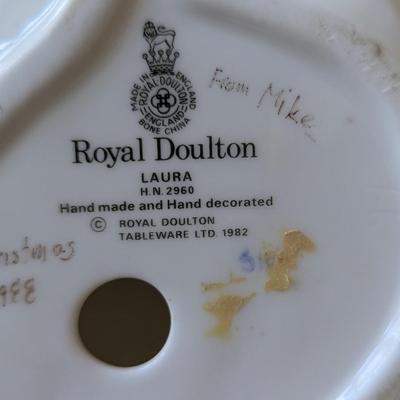 MADE IN ENGLAND
ROYAL DOULTON
ENGLAND
BONE CHINA
From Mike
Royal Doulton
LAURA
H.N. 2960
Hand made and Hand decorated
© ROYAL DOULTON
TABLEWARE LTD. 1982